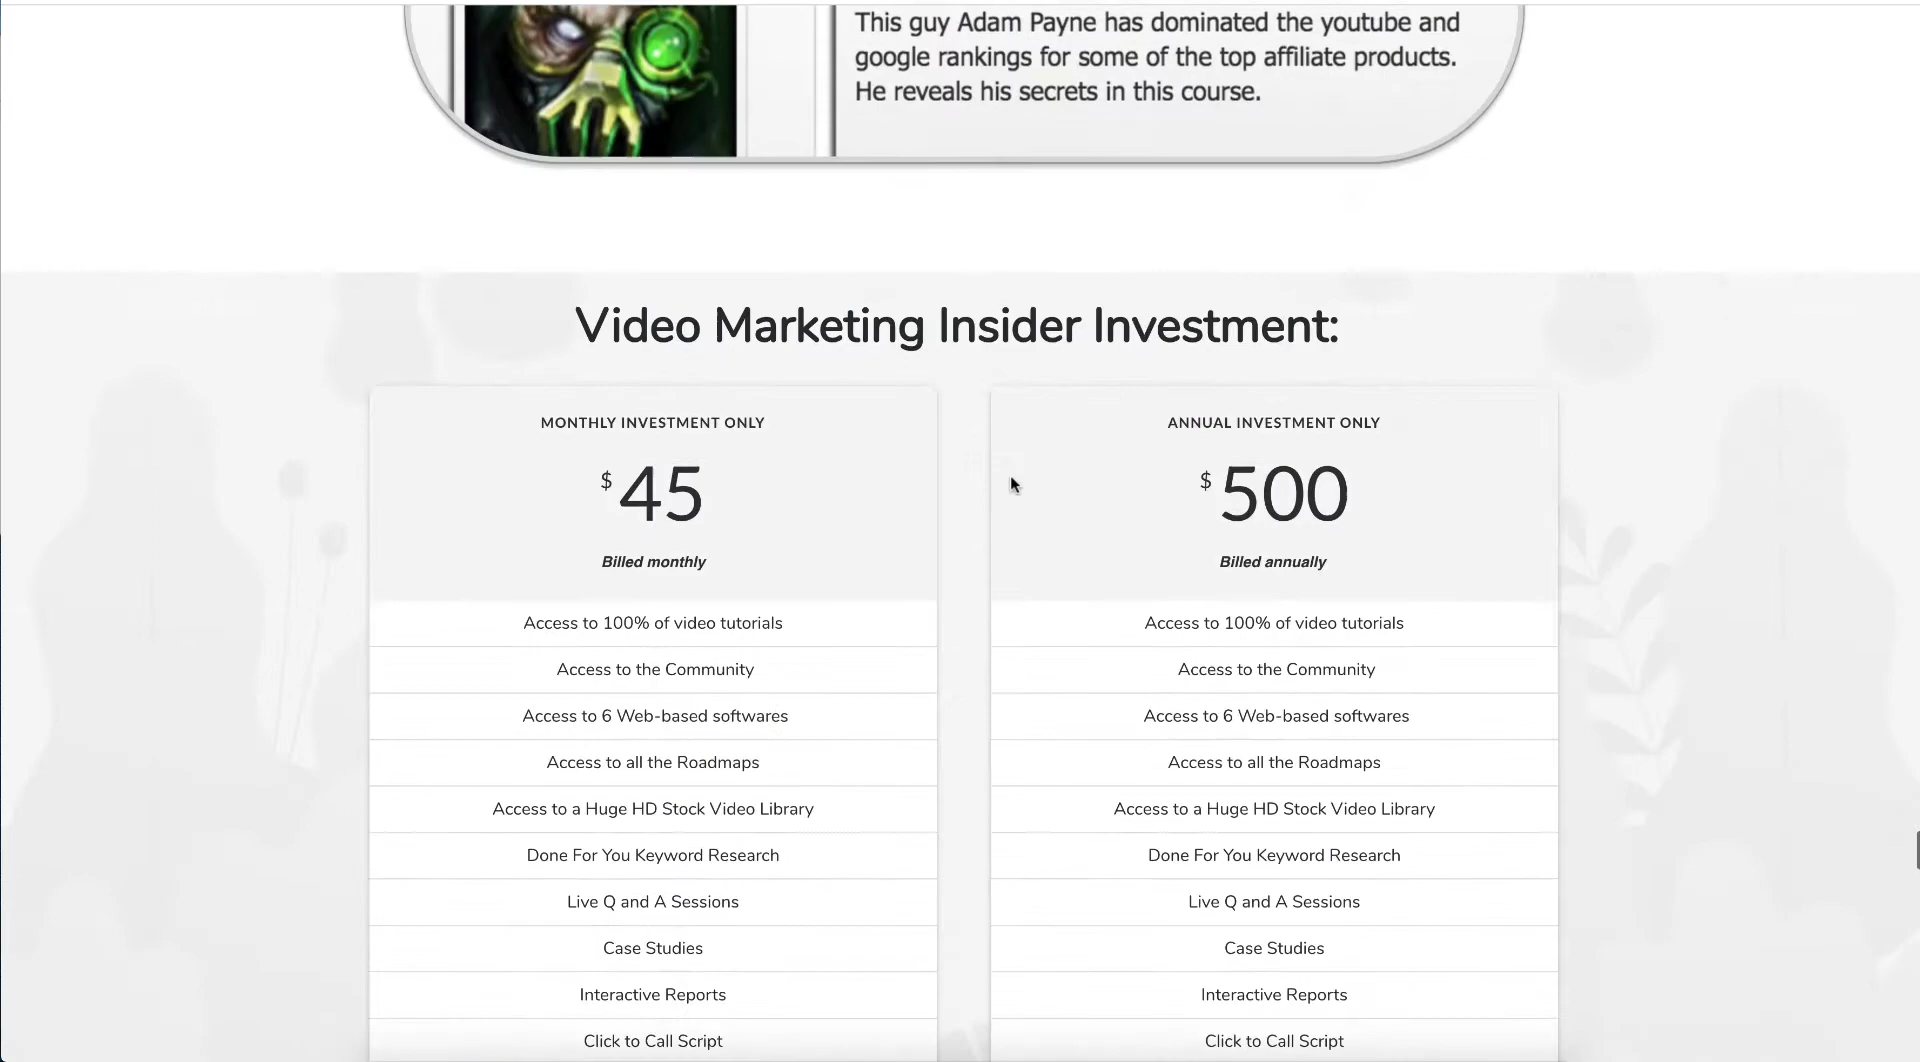 This guy Adam Payne has dominated the youtube and
google rankings for some of the top affiliate products.
He reveals his secrets in this course.
Video Marketing Insider Investment:
MONTHLY INVESTMENT ONLY
$ 45
Billed monthly
Access to 100% of video tutorials
Access to the Community
Access to 6 Web-based softwares
Access to all the Roadmaps
Access to a Huge HD Stock Video Library
Done For You Keyword Research
Live Q and A Sessions
Case Studies
Interactive Reports
Click to Call Script
ANNUAL INVESTMENT ONLY
$ 500
Billed annually
Access to 100% of video tutorials
Access to the Community
Access to 6 Web-based softwares
Access to all the Roadmaps
Access to a Huge HD Stock Video Library
Done For You Keyword Research
Live Q and A Sessions
Case Studies
Interactive Reports
Click to Call Script